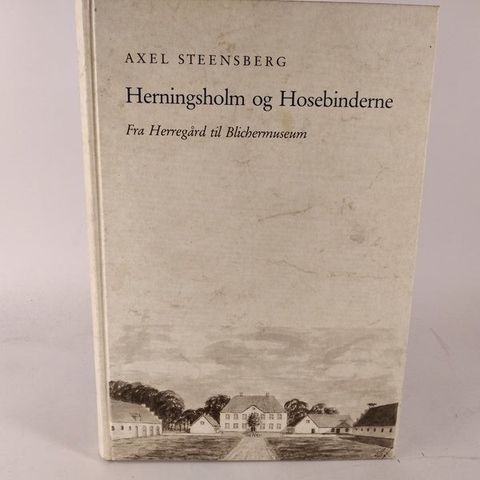 AXEL STEENSBERG
Herningsholm og Hosebinderne
Fra Herregård til Blichermuseum